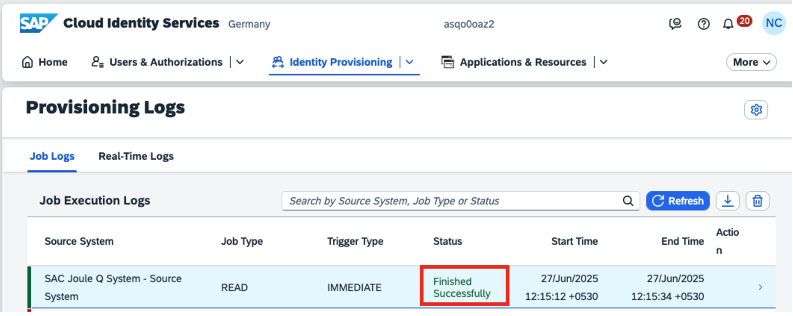 SAP Cloud Identity Services Germany asqo0oaz2 20 NC
Home Users & Authorizations Identity Provisioning Applications & Resources More
Provisioning Logs
Job Logs Real-Time Logs
Job Execution Logs Search by Source System, Job Type or Status Refresh
Source System Job Type Trigger Type Status Start Time End Time Actio
n
SAC Joule Q System - Source READ IMMEDIATE Finished 27/Jun/2025 27/Jun/2025
System Successfully 12:15:12 +0530 12:15:34 +0530